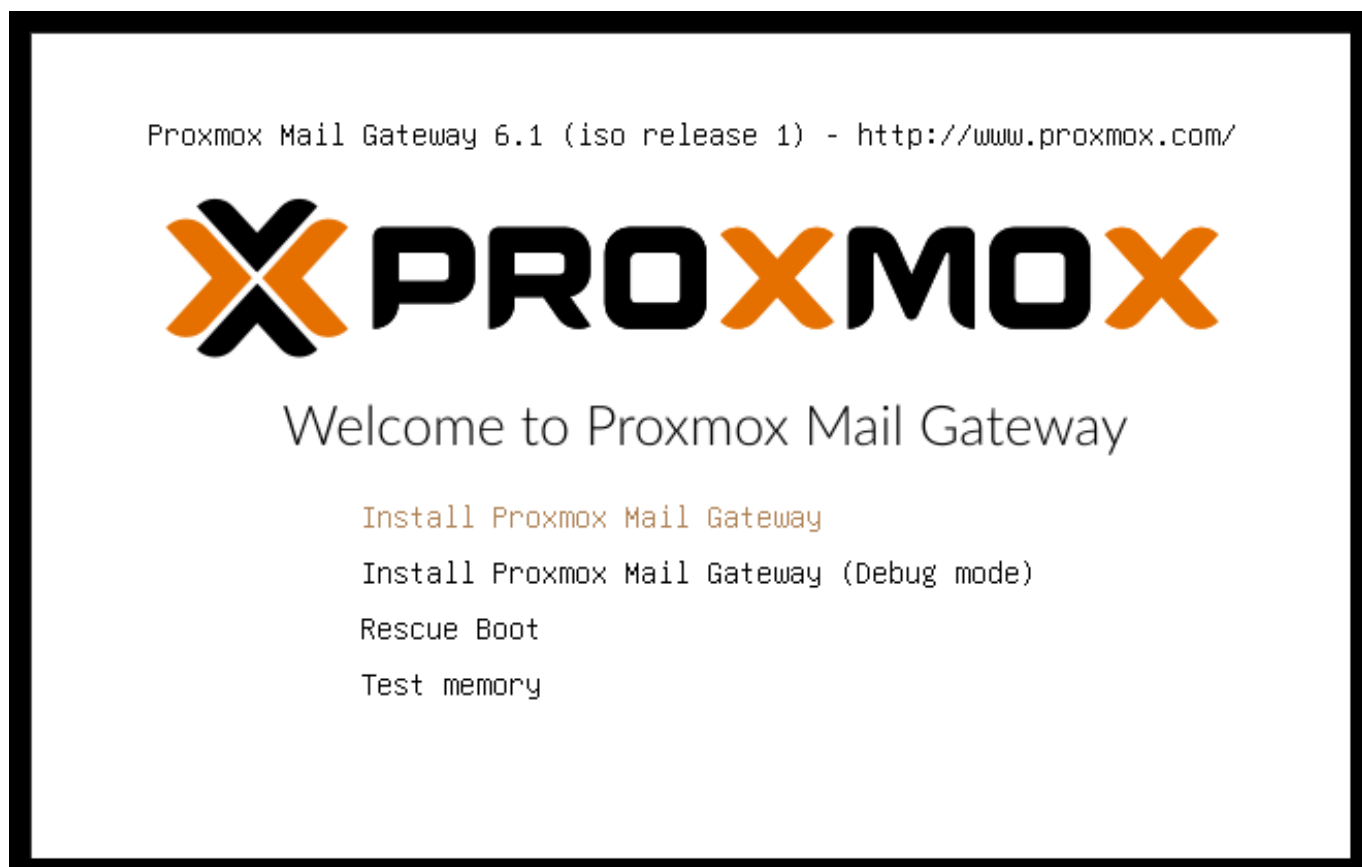 Proxmox Mail Gateway 6.1 (iso release 1) - http://www.proxmox.com/
PROXMOX
Welcome to Proxmox Mail Gateway
Install Proxmox Mail Gateway
Install Proxmox Mail Gateway (Debug mode)
Rescue Boot
Test memory